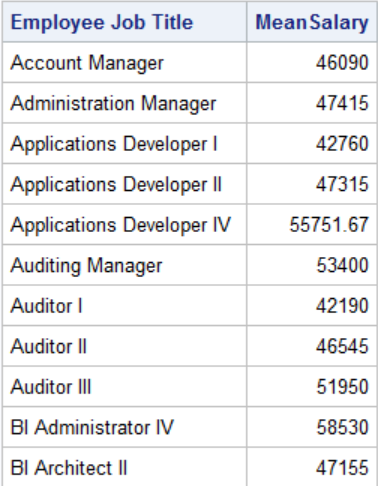 Employee Job Title MeanSalary
Account Manager 46090
Administration Manager 47415
Applications Developer I 42760
Applications Developer II 47315
Applications Developer IV 55751.67
Auditing Manager 53400
Auditor I 42190
Auditor II 46545
Auditor III 51950
BI Administrator IV 58530
BI Architect II 47155